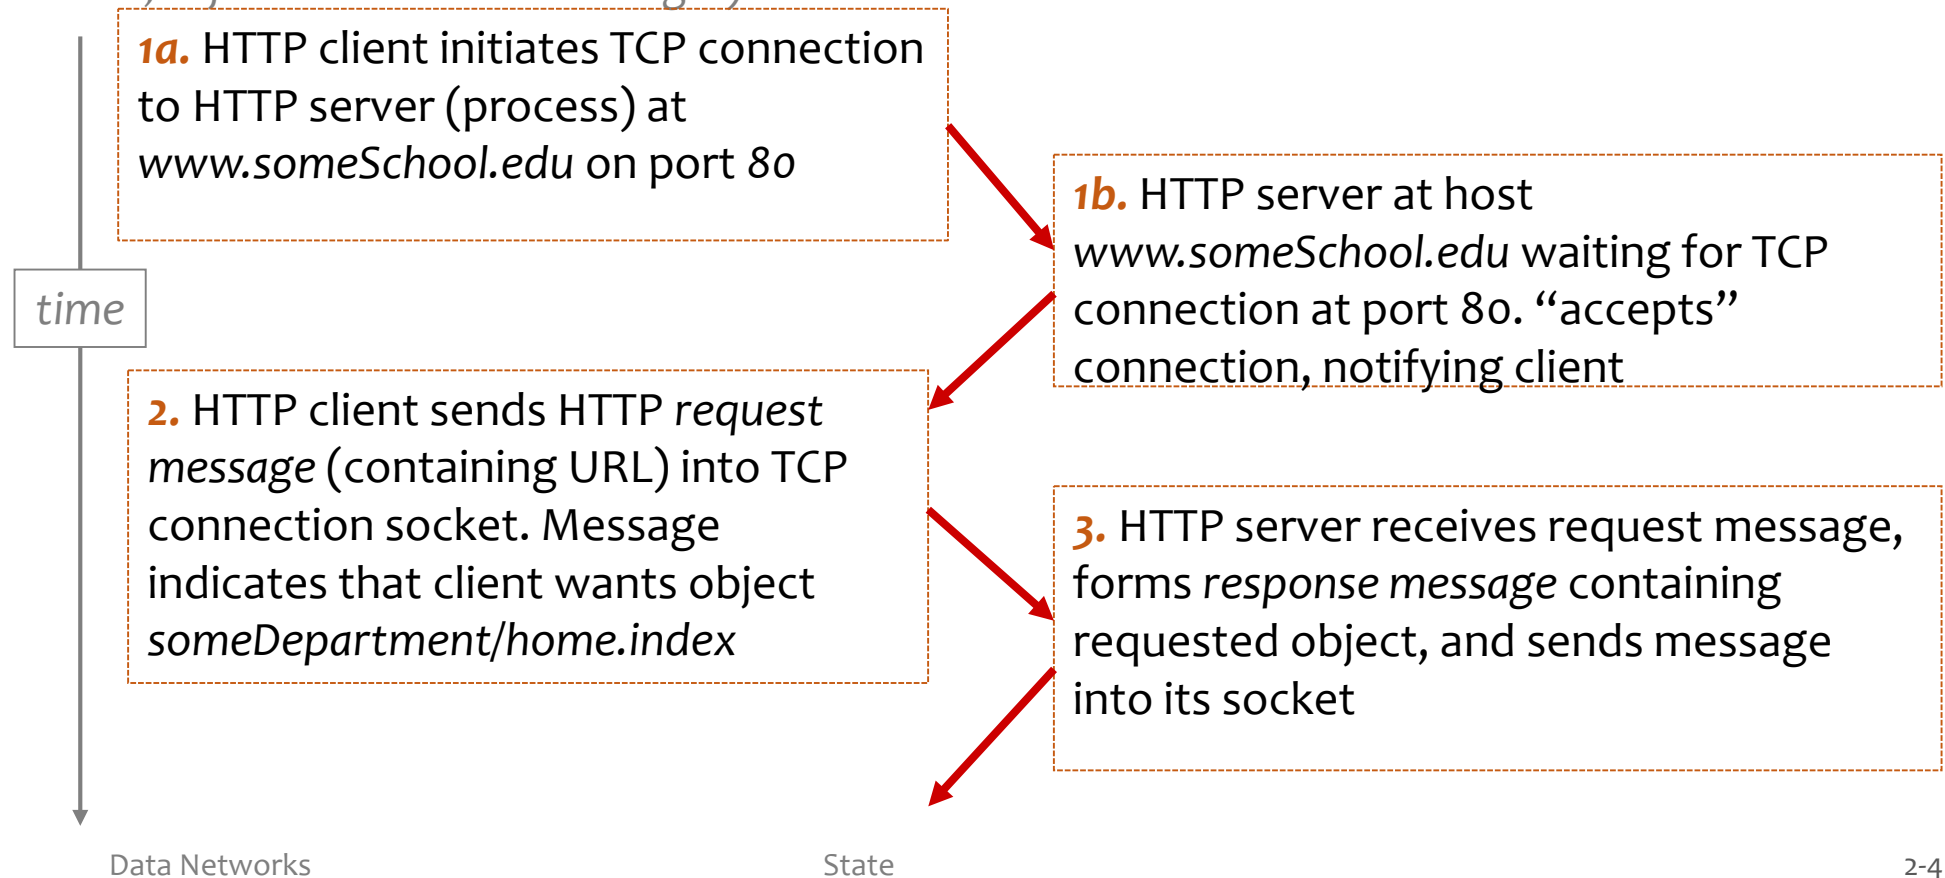 1a. HTTP client initiates TCP connection
to HTTP server (process) at
www.someSchool.edu on port 80
1b. HTTP server at host
www.someSchool.edu waiting for TCP
connection at port 80. “accepts”
connection, notifying client
time
2. HTTP client sends HTTP request
message (containing URL) into TCP
connection socket. Message
indicates that client wants object
someDepartment/home.index
3. HTTP server receives request message,
forms response message containing
requested object, and sends message
into its socket
Data Networks
State
2-4